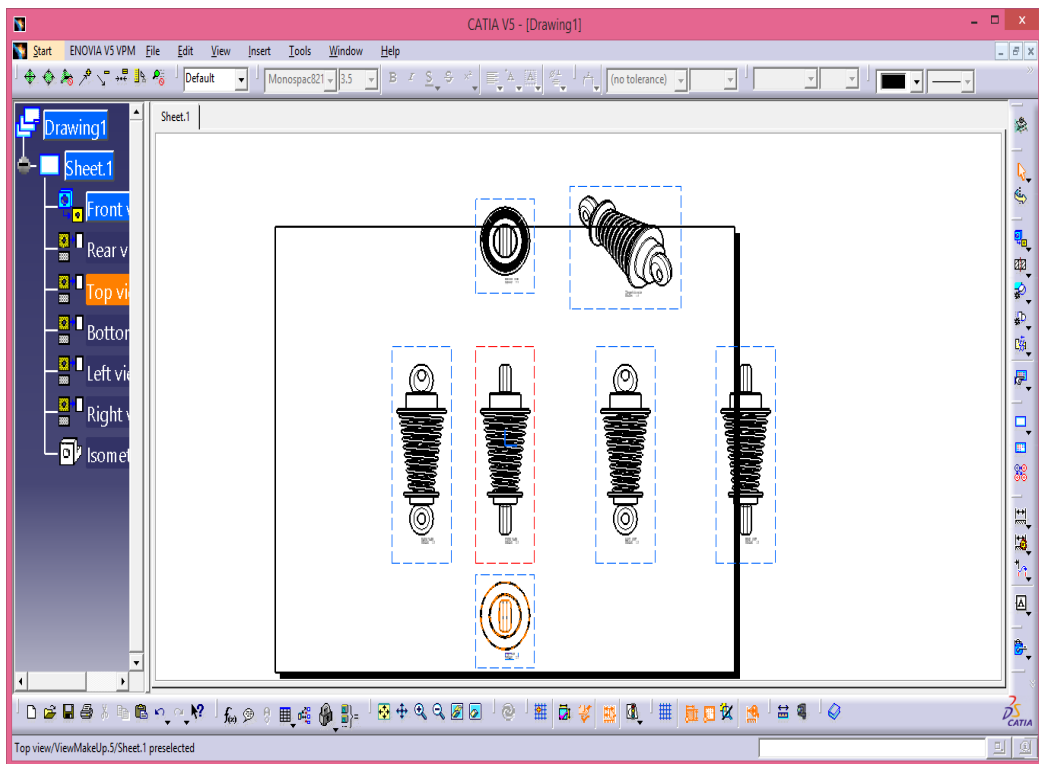 CATIA V5 - [Drawing1]
Start ENOVIA V5 VPM File Edit View Insert Tools Window Help
Default Monospac821 3.5 B I S S (no tolerance)
Sheet.1
Drawing1
Sheet.1
Front v
Rear v
Top vi
Bottor
Left vie
Right v
Isomet
CATIA
Top view/ViewMakeUp.5/Sheet.1 preselected